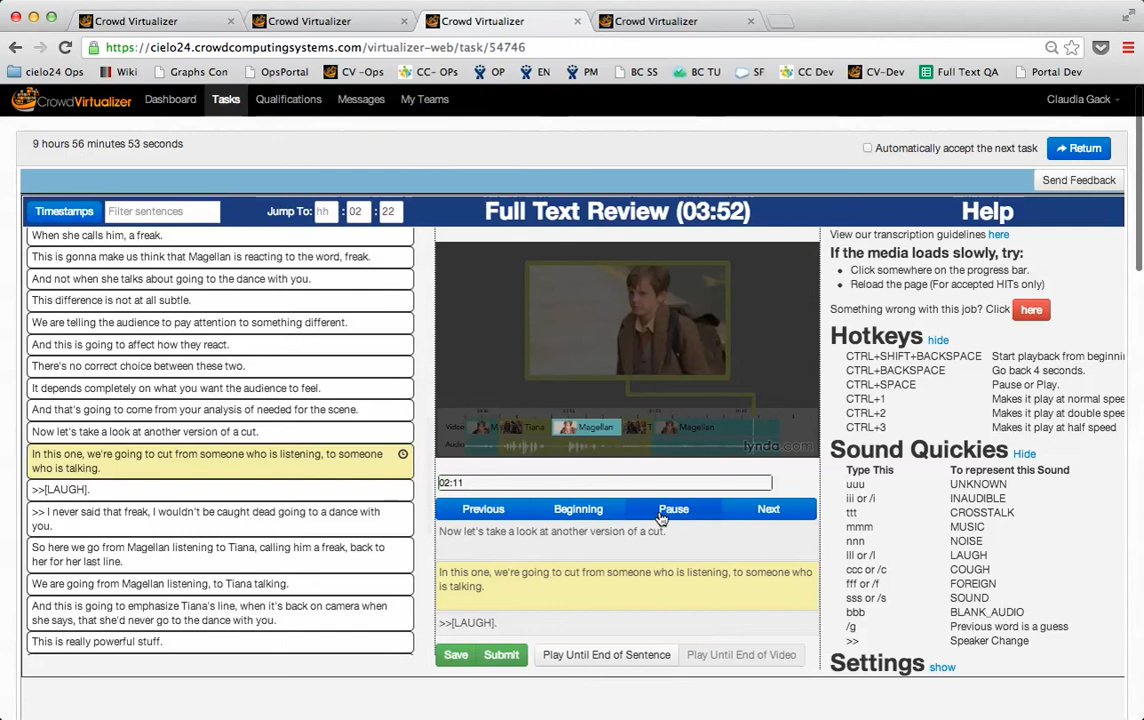 Crowd Virtualizer
Crowd Virtualizer
Crowd Virtualizer
Crowd Virtualizer
https://cielo24.crowdcomputingsystems.com/virtualizer-web/task/54746
cielo24 Ops Wiki Graphs Con OpsPortal CV -Ops CC- OPs OP EN PM BC SS BC TU SF CC Dev CV-Dev Full Text QA Portal Dev
CrowdVirtualizer Dashboard Tasks Qualifications Messages My Teams Claudia Gack
9 hours 56 minutes 53 seconds
Automatically accept the next task Return
Send Feedback
Timestamps Filter sentences Jump To: hh : 02 : 22
Full Text Review (03:52)
Help
When she calls him, a freak.
This is gonna make us think that Magellan is reacting to the word, freak.
And not when she talks about going to the dance with you.
This difference is not at all subtle.
We are telling the audience to pay attention to something different.
And this is going to affect how they react.
There's no correct choice between these two.
It depends completely on what you want the audience to feel.
And that's going to come from your analysis of needed for the scene.
Now let's take a look at another version of a cut.
In this one, we're going to cut from someone who is listening, to someone
who is talking.
>>[LAUGH].
>> I never said that freak, I wouldn't be caught dead going to a dance with
you.
So here we go from Magellan listening to Tiana, calling him a freak, back to
her for her last line.
We are going from Magellan listening, to Tiana talking.
And this is going to emphasize Tiana's line, when it's back on camera when
she says, that she'd never go to the dance with you.
This is really powerful stuff.
Video Tiana Magellan Magellan
Audio
lynda.com
02:11
Previous Beginning Pause Next
Now let's take a look at another version of a cut.
In this one, we're going to cut from someone who is listening, to someone who
is talking.
>>[LAUGH].
Save Submit Play Until End of Sentence Play Until End of Video
View our transcription guidelines here
If the media loads slowly, try:
Click somewhere on the progress bar.
Reload the page (For accepted HITs only)
Something wrong with this job? Click here
Hotkeys hide
CTRL+SHIFT+BACKSPACE Start playback from beginnin
CTRL+BACKSPACE Go back 4 seconds.
CTRL+SPACE Pause or Play.
CTRL+1 Makes it play at normal speed
CTRL+2 Makes it play at double speed
CTRL+3 Makes it play at half speed
Sound Quickies Hide
Type This To represent this Sound
uuu UNKNOWN
iii or /i INAUDIBLE
ttt CROSSTALK
mmm MUSIC
nnn NOISE
lll or /l LAUGH
ccc or /c COUGH
fff or /f FOREIGN
sss or /s SOUND
bbb BLANK_AUDIO
/g Previous word is a guess
>> Speaker Change
Settings show